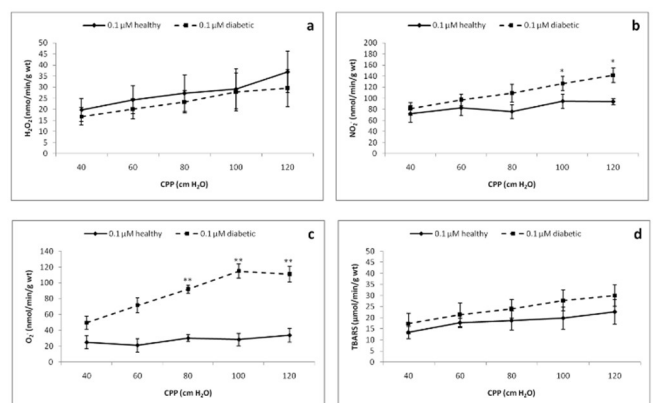 0.1 µM healthy 0.1 µM diabetic a
H₂O₂ (nmol/min/g wt)
50
45
40
35
30
25
20
15
10
5
0
40 60 80 100 120
CPP (cm H₂O)
0.1 µM healthy 0.1 µM diabetic b
NO₂⁻ (nmol/min/g wt)
200
180
160
140
120
100
80
60
40
20
0
* *
40 60 80 100 120
CPP (cm H₂O)
0.1 µM healthy 0.1 µM diabetic c
O₂⁻ (nmol/min/g wt)
140
120
100
80
60
40
20
0
** ** **
40 60 80 100 120
CPP (cm H₂O)
0.1 µM healthy 0.1 µM diabetic d
TBARS (µmol/min/g wt)
50
45
40
35
30
25
20
15
10
5
0
40 60 80 100 120
CPP (cm H₂O)